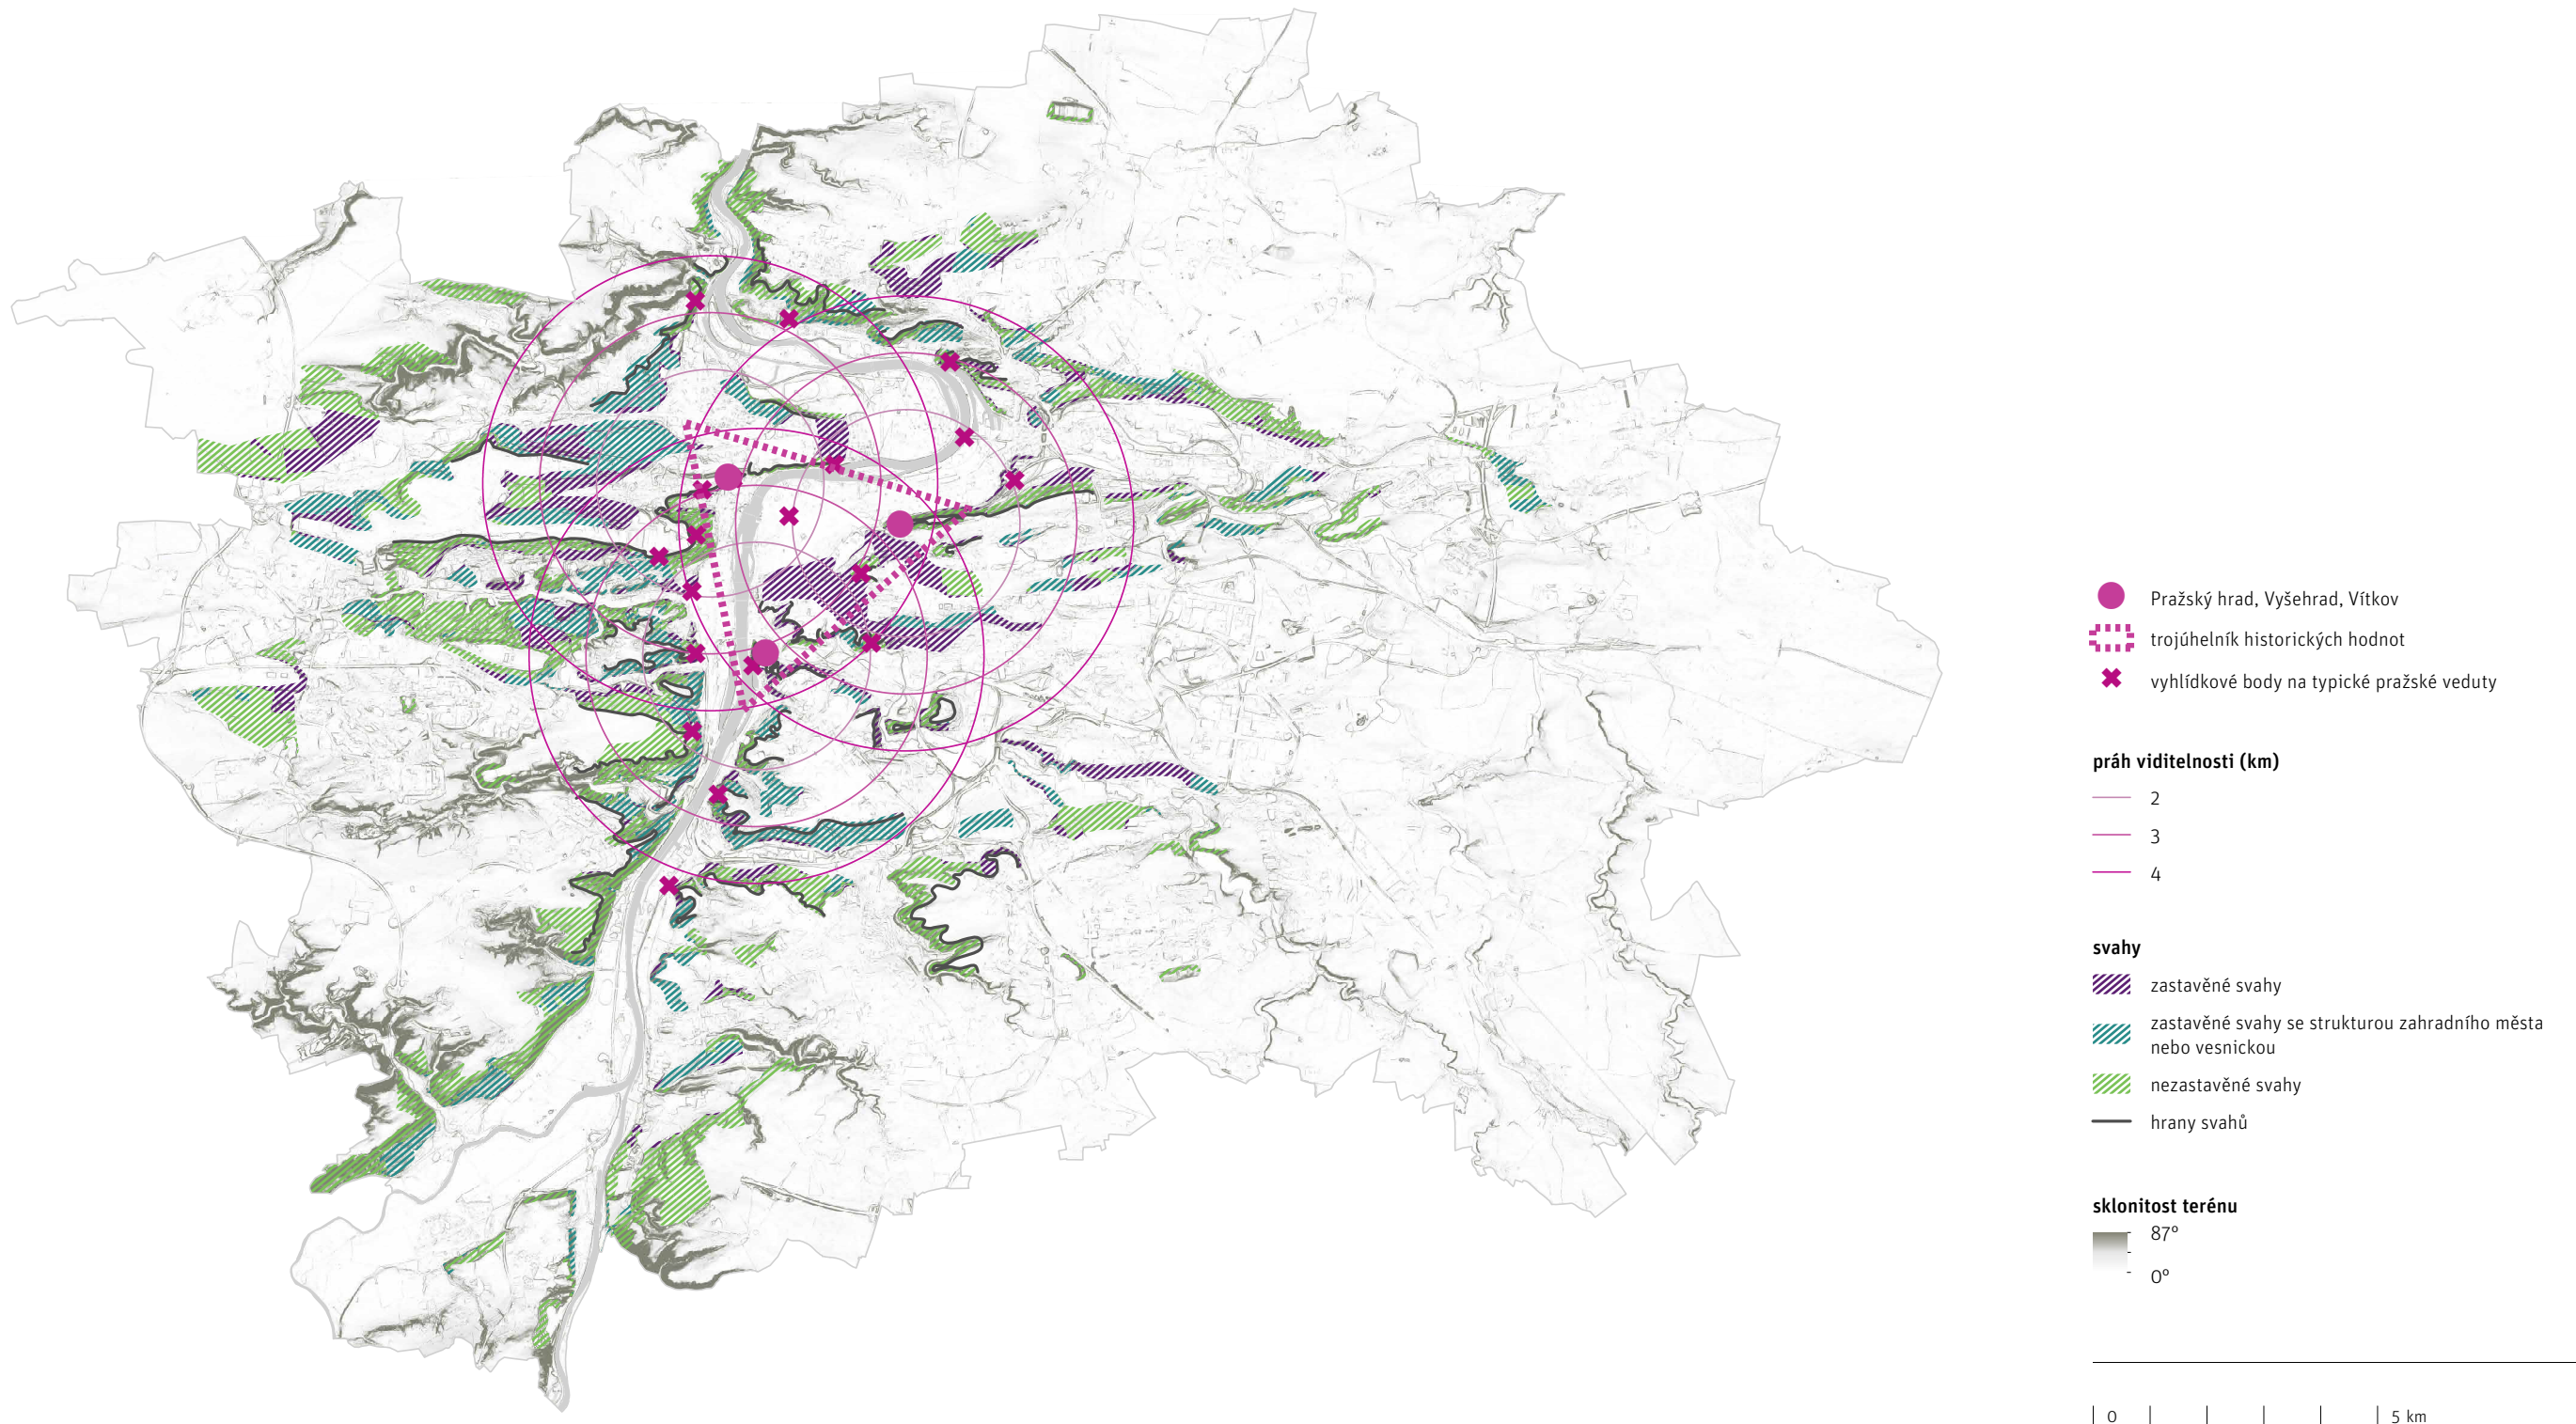 Pražský hrad, Vyšehrad, Vítkov
trojúhelník historických hodnot
vyhlídkové body na typické pražské veduty
práh viditelnosti (km)
2
3
4
svahy
zastavěné svahy
zastavěné svahy se strukturou zahradního města
nebo vesnickou
nezastavěné svahy
hrany svahů
sklonitost terénu
87°
0°
0 5 km